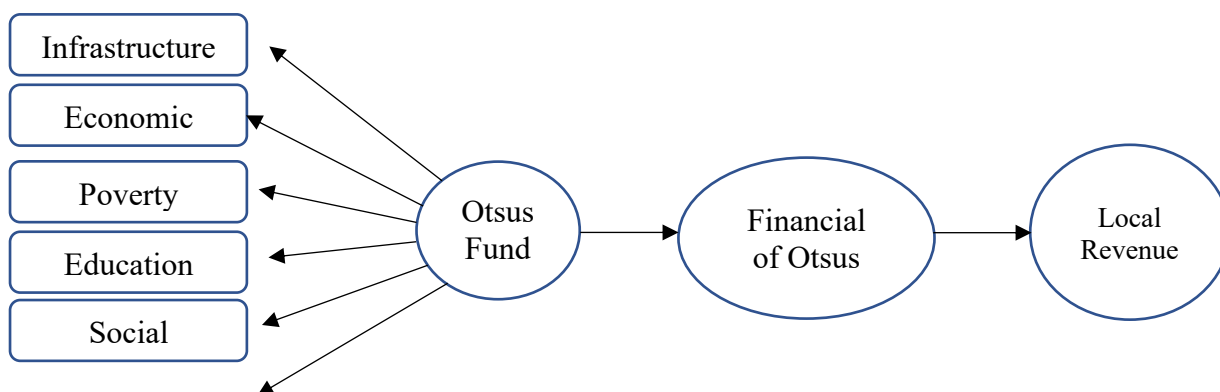 Infrastructure
Economic
Poverty
Education
Social
Otsus
Fund
Financial
of Otsus
Local
Revenue